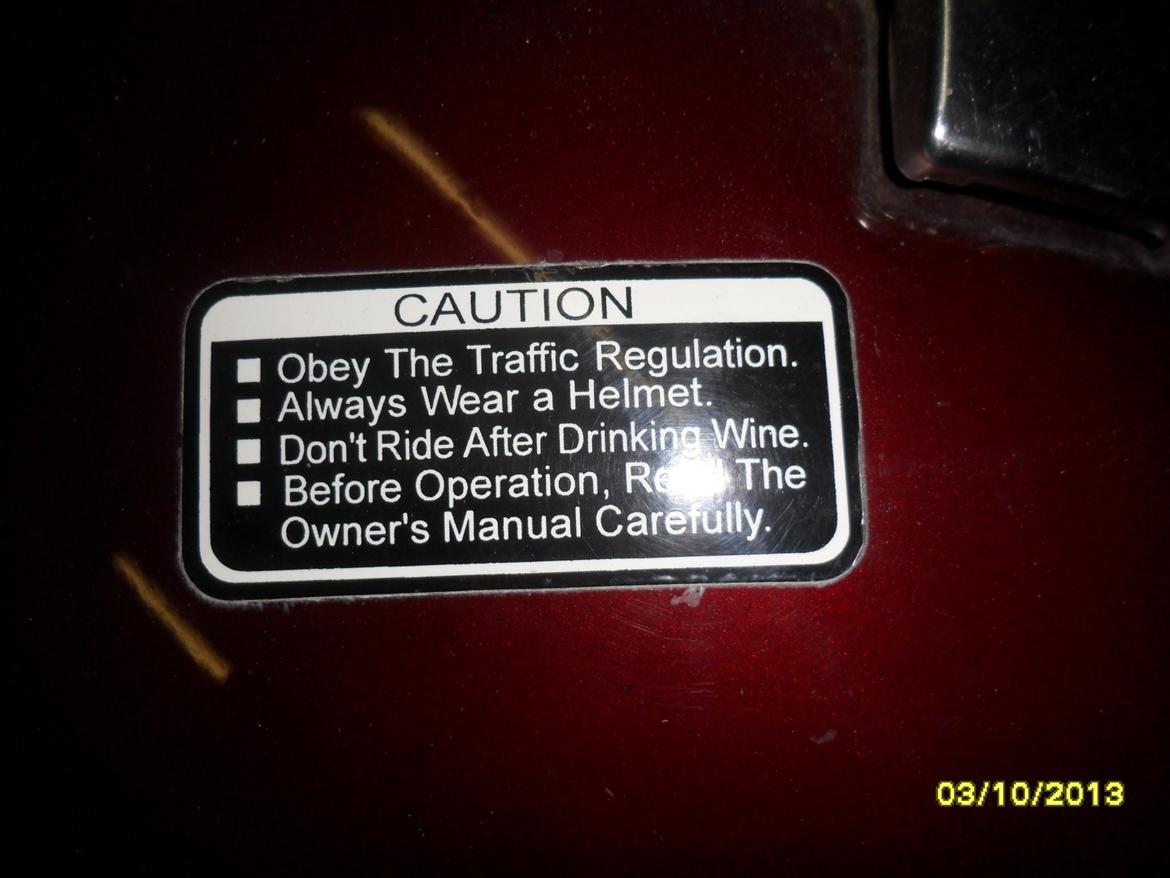 CAUTION
Obey The Traffic Regulation.
Always Wear a Helmet.
Don't Ride After Drinking Wine.
Before Operation, The
Owner's Manual Carefully.
03/10/2013